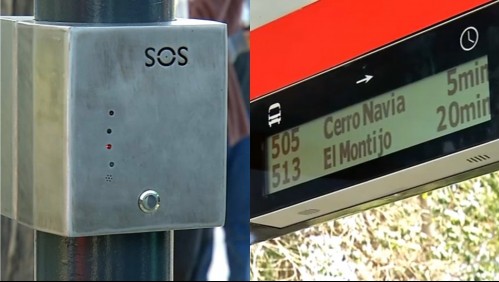 SOS
505 Cerro Navia 5min
513 El Montijo 20min